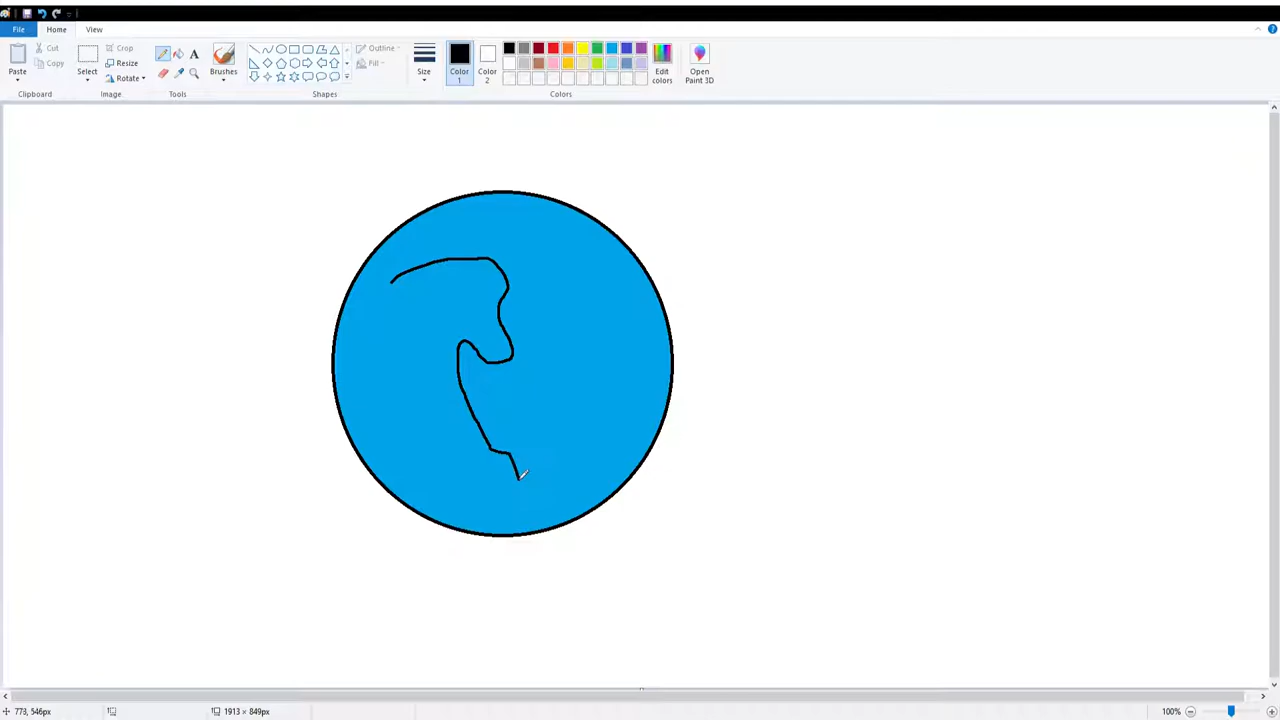 File Home View
Cut
Crop
Outline
Copy
Resize
Fill
Paste
Select
Rotate
Brushes
Size
Color 1
Color 2
Edit colors
Open Paint 3D
Clipboard
Image
Tools
Shapes
Colors
773, 546px
1913 × 849px
100%